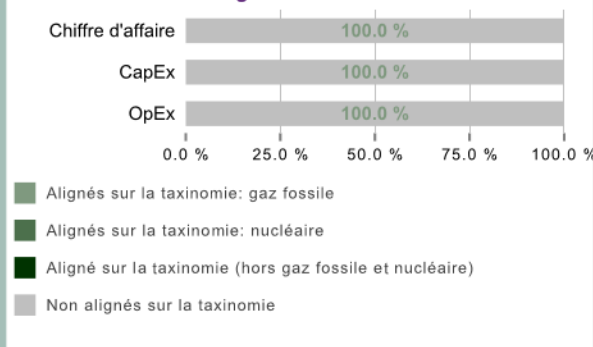 Chiffre d'affaire 100.0 %
CapEx 100.0 %
OpEx 100.0 %
0.0 % 25.0 % 50.0 % 75.0 % 100.0 %
Alignés sur la taxinomie: gaz fossile
Alignés sur la taxinomie: nucléaire
Aligné sur la taxinomie (hors gaz fossile et nucléaire)
Non alignés sur la taxinomie